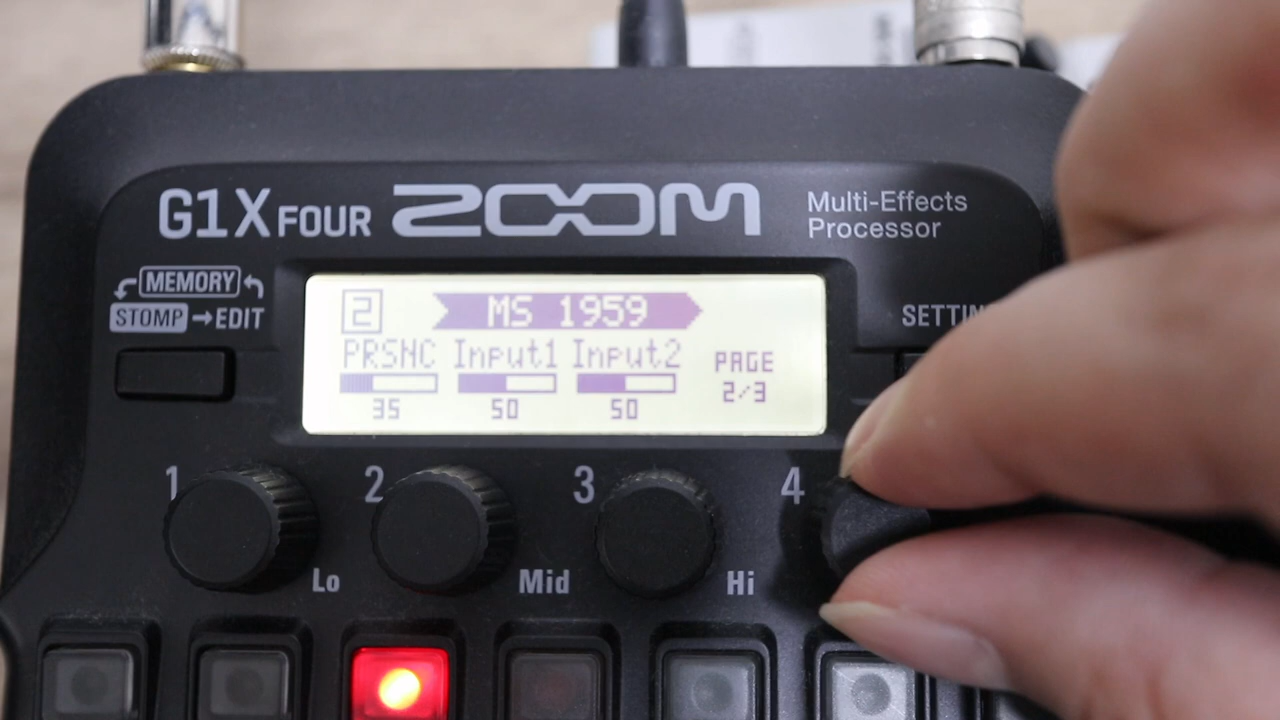 G1X FOUR ZOOM
Multi-Effects
Processor
MEMORY
STOMP → EDIT
2 MS 1959
PRSNC Input1 Input2
35 50 50
PAGE
2/3
1 2 3 4
Lo Mid Hi